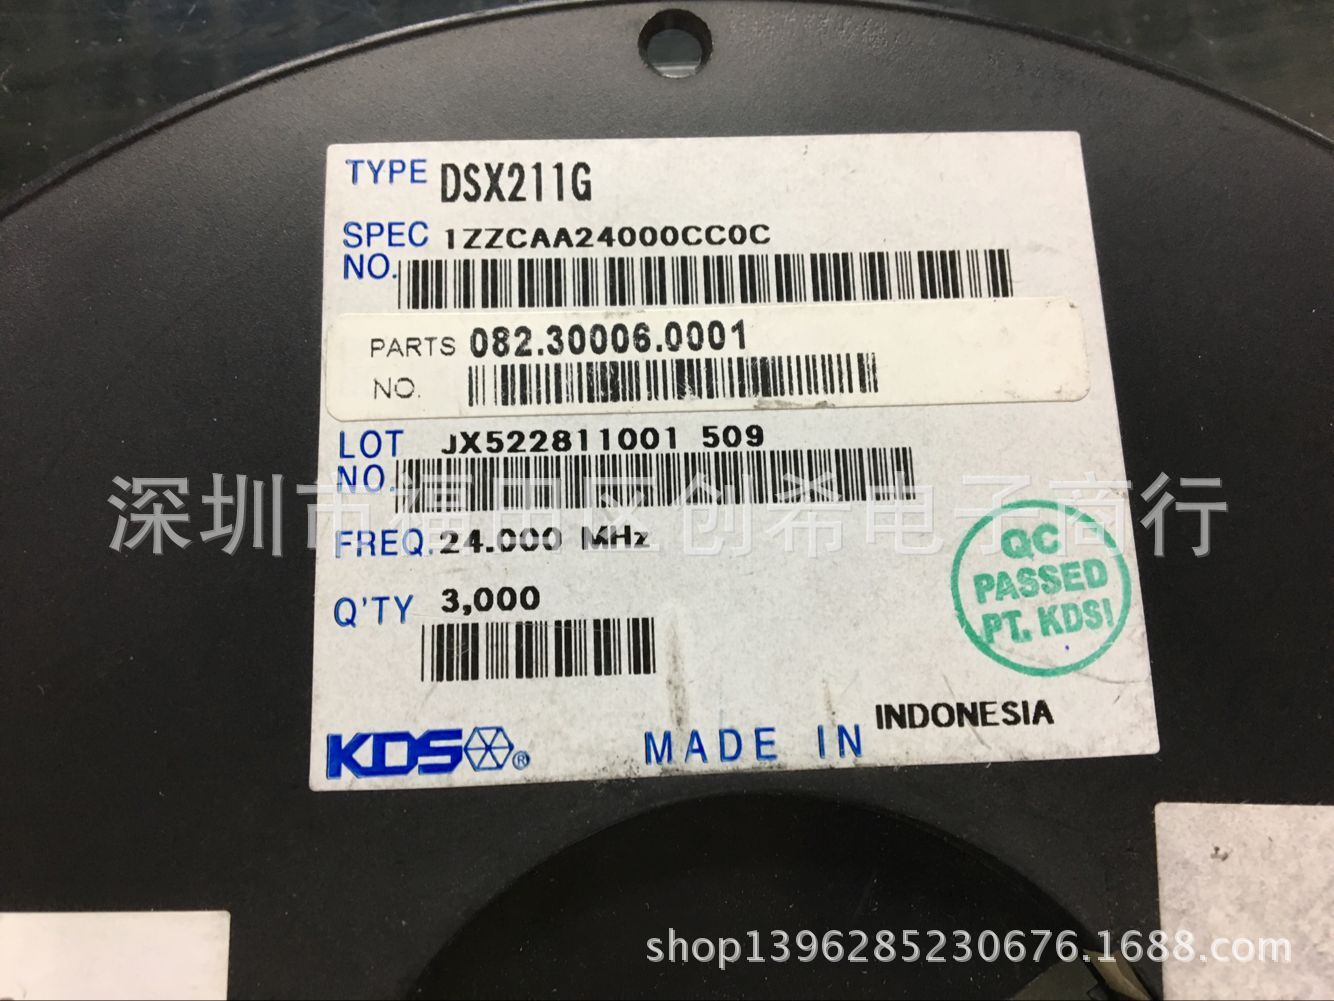 TYPE DSX211G
SPEC NO. 1ZZCAA24000CC0C
PARTS NO. 082.30006.0001
LOT NO. JX522811001 509
深圳市福田区创希电子商行
FREQ. 24.000 MHz
Q'TY 3,000
QC
PASSED
PT. KDSI
KDS ®
MADE IN INDONESIA
shop1396285230676.1688.com